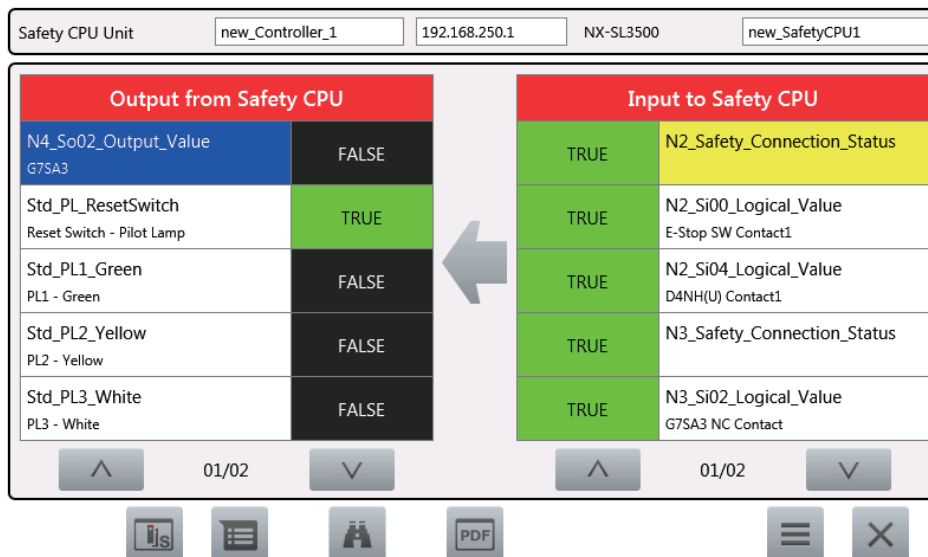 Safety CPU Unit new_Controller_1 192.168.250.1 NX-SL3500 new_SafetyCPU1
Output from Safety CPU
N4_So02_Output_Value FALSE
G7SA3
Std_PL_ResetSwitch TRUE
Reset Switch - Pilot Lamp
Std_PL1_Green FALSE
PL1 - Green
Std_PL2_Yellow FALSE
PL2 - Yellow
Std_PL3_White FALSE
PL3 - White
01/02
Input to Safety CPU
TRUE N2_Safety_Connection_Status
TRUE N2_Si00_Logical_Value
E-Stop SW Contact1
TRUE N2_Si04_Logical_Value
D4NH(U) Contact1
TRUE N3_Safety_Connection_Status
TRUE N3_Si02_Logical_Value
G7SA3 NC Contact
01/02
PDF